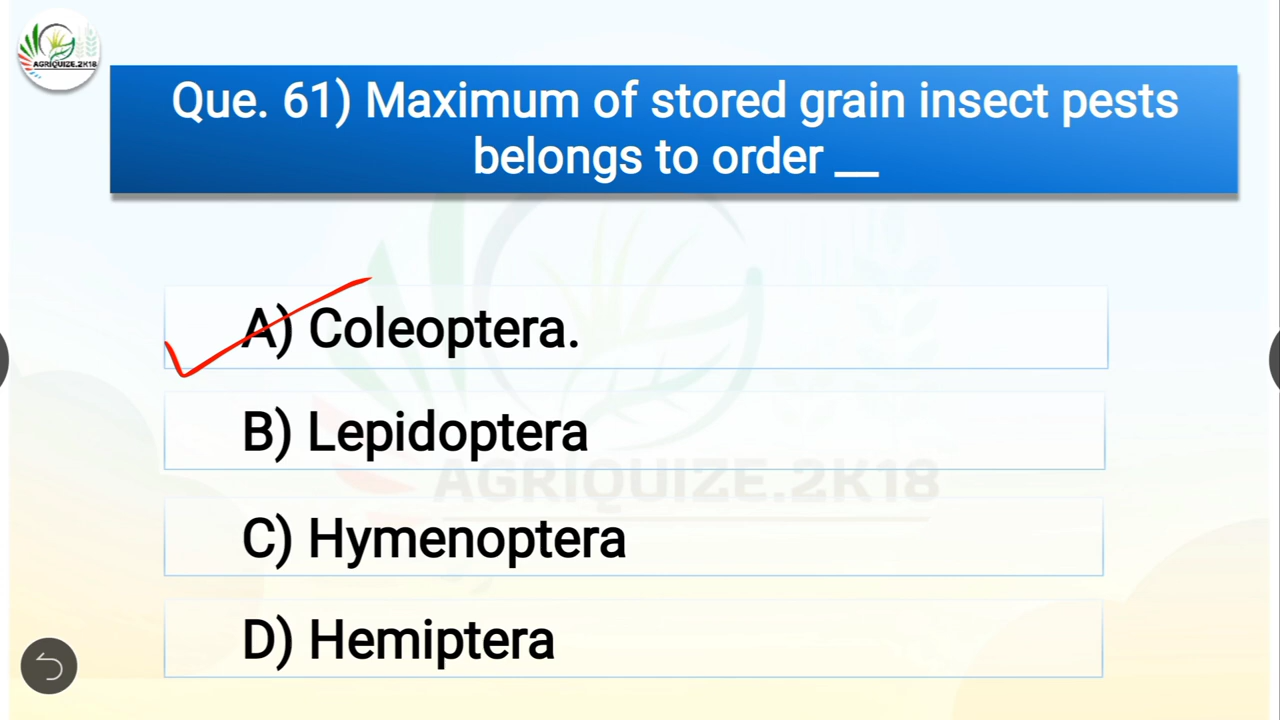 AGRIQUIZE.2K18
Que. 61) Maximum of stored grain insect pests
belongs to order __
A) Coleoptera.
B) Lepidoptera
AGRIQUIZE.2K18
C) Hymenoptera
D) Hemiptera